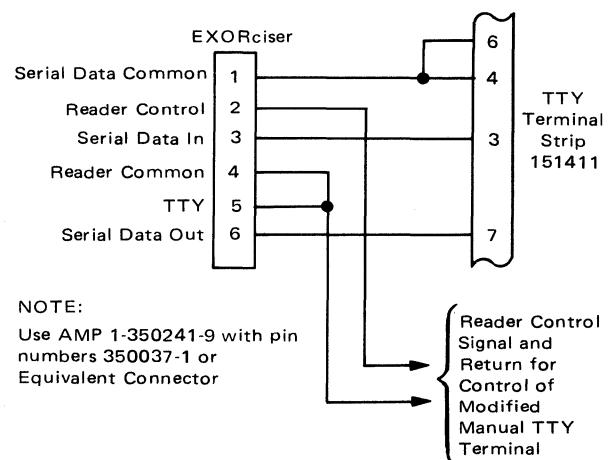 EXORciser
Serial Data Common 1
Reader Control 2
Serial Data In 3
Reader Common 4
TTY 5
Serial Data Out 6
6
4
3
7
TTY
Terminal
Strip
151411
NOTE:
Use AMP 1-350241-9 with pin
numbers 350037-1 or
Equivalent Connector
Reader Control
Signal and
Return for
Control of
Modified
Manual TTY
Terminal